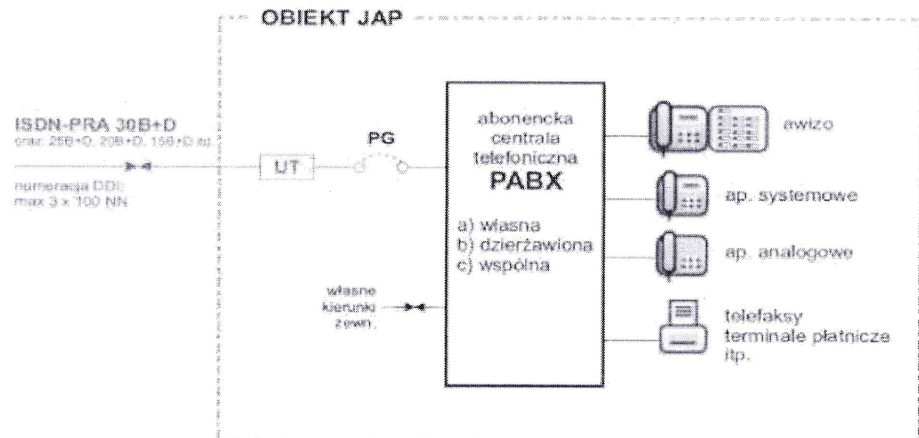 OBIEKT JAP
ISDN-PRA 30B+D
oraz: 25B+D, 20B+D, 15B+D itd.
numeracja DDI:
max 3 x 100 NN
UT
PG
abonencka
centrala
telefoniczna
PABX
a) własna
b) dzierżawiona
c) wspólna
własne
kierunki
zewn.
awizo
ap. systemowe
ap. analogowe
telefaksy
terminale płatnicze
itp.